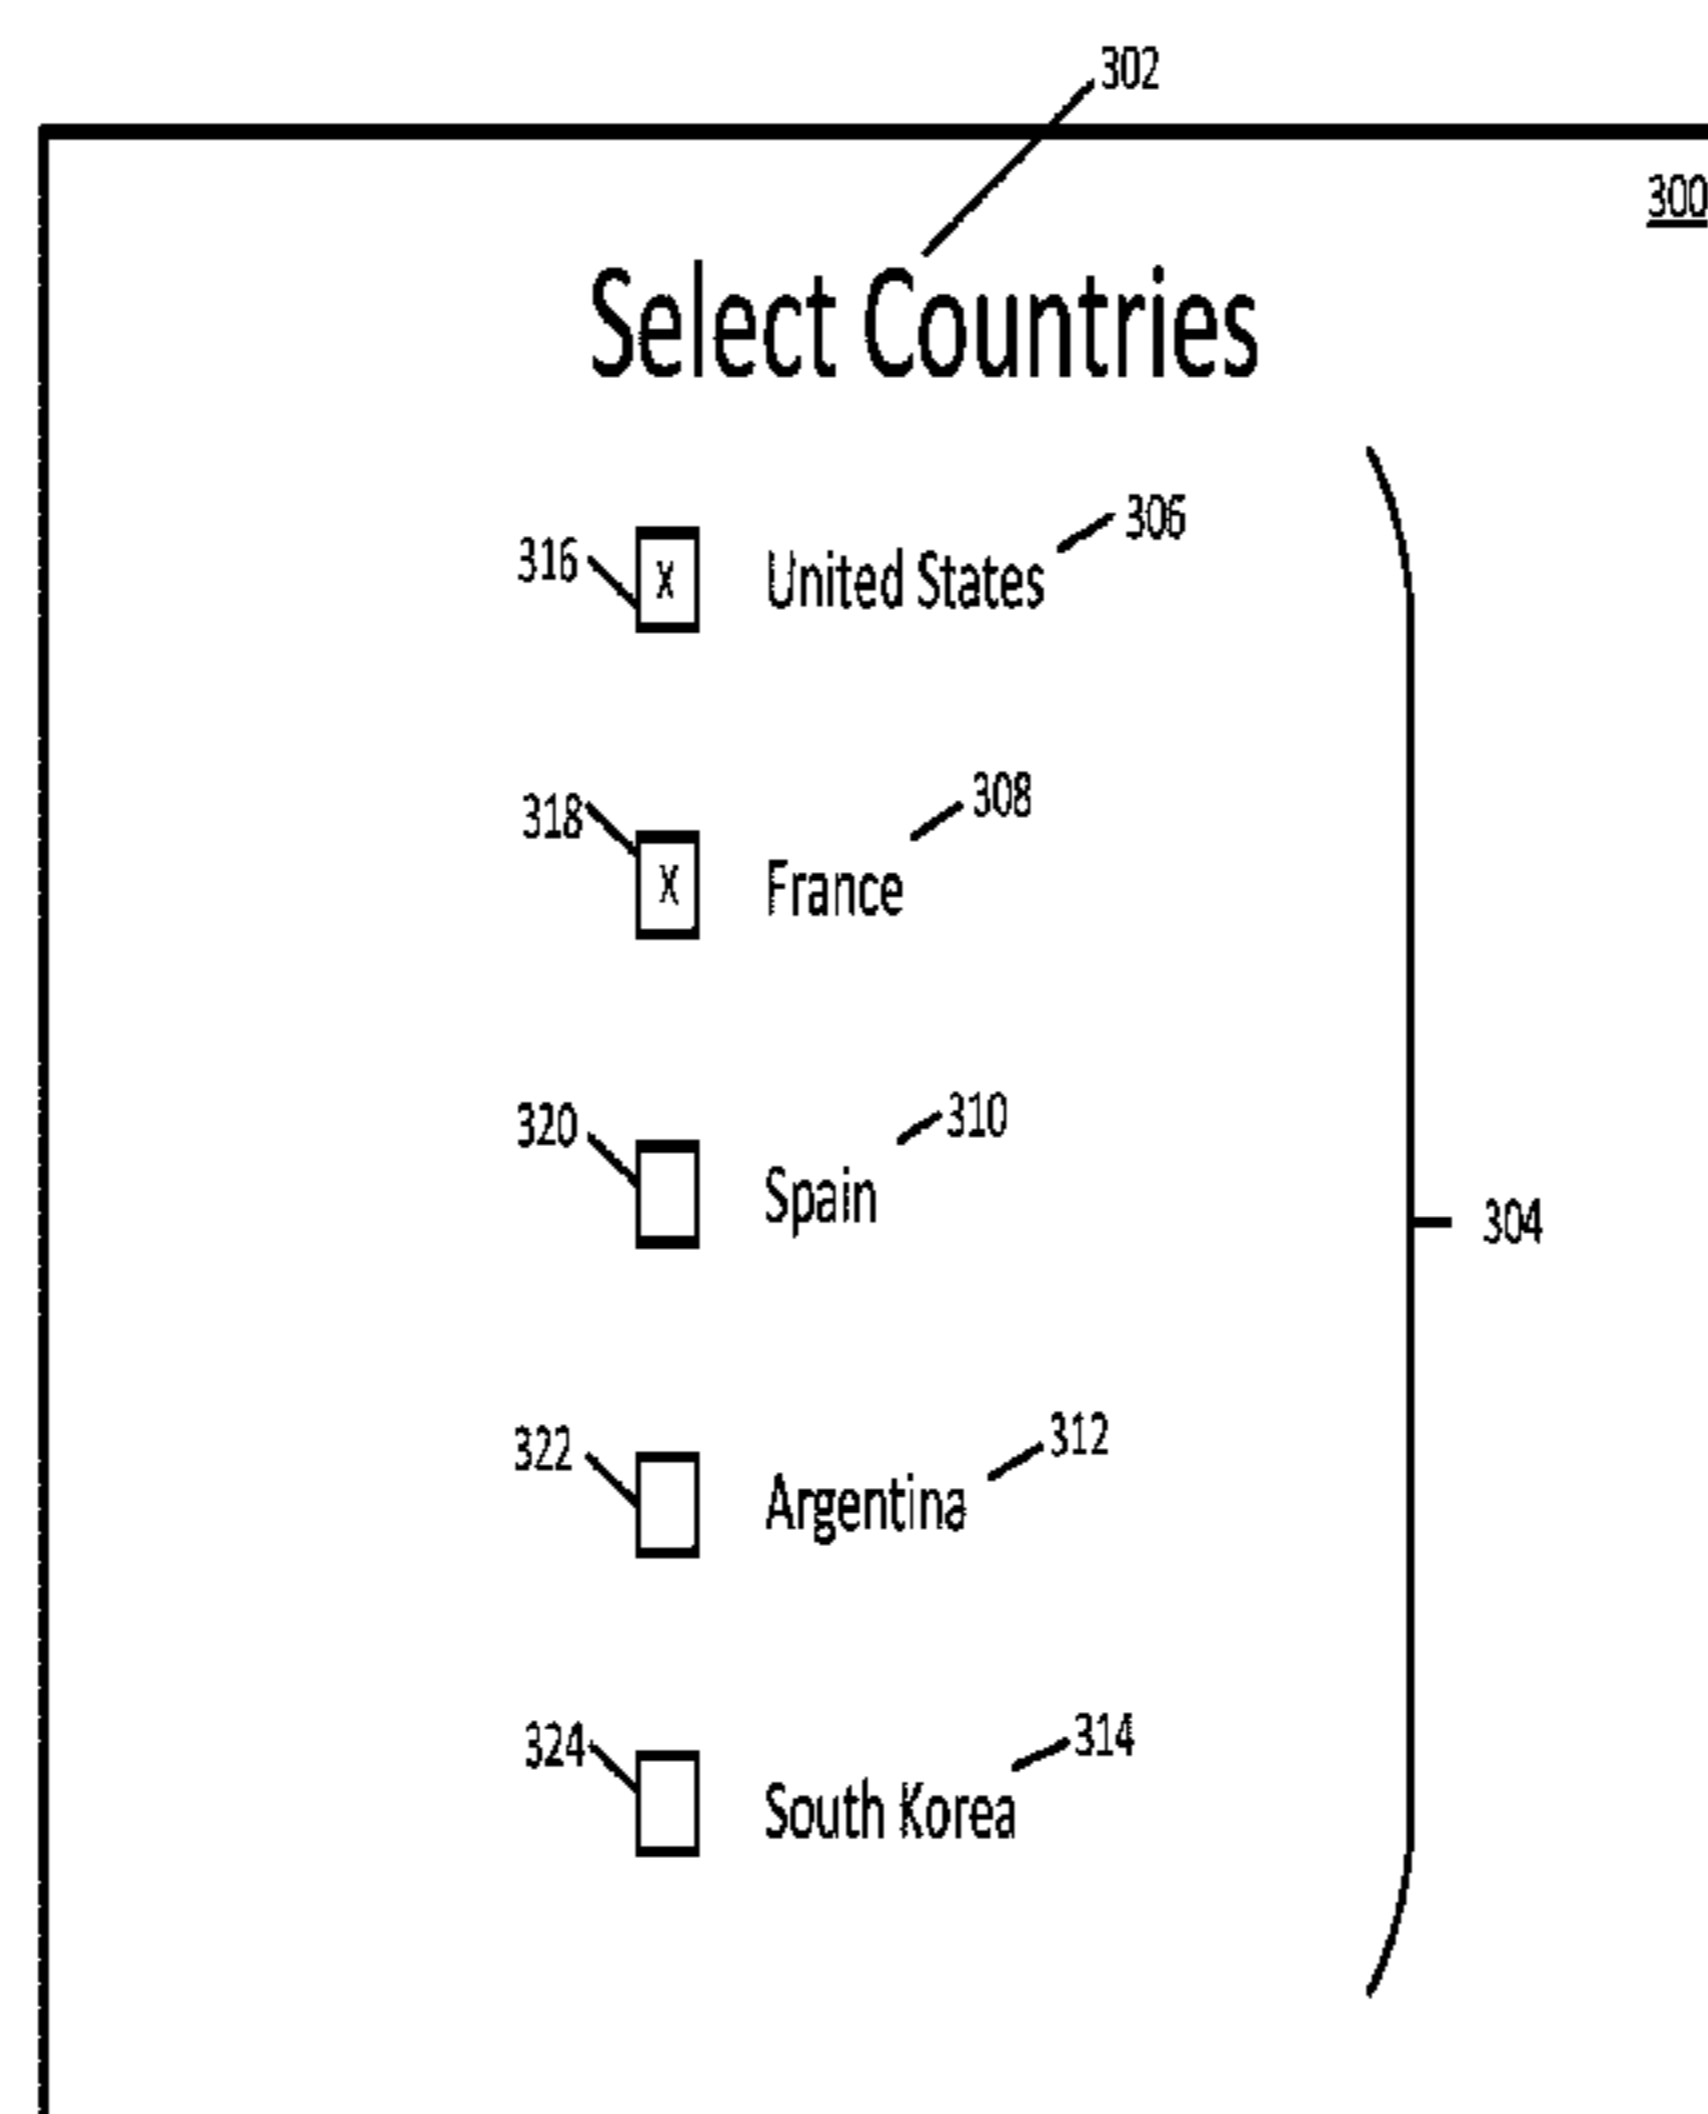 302
300
Select Countries
316 X United States 306
318 X France 308
320 Spain 310
304
322 Argentina 312
324 South Korea 314